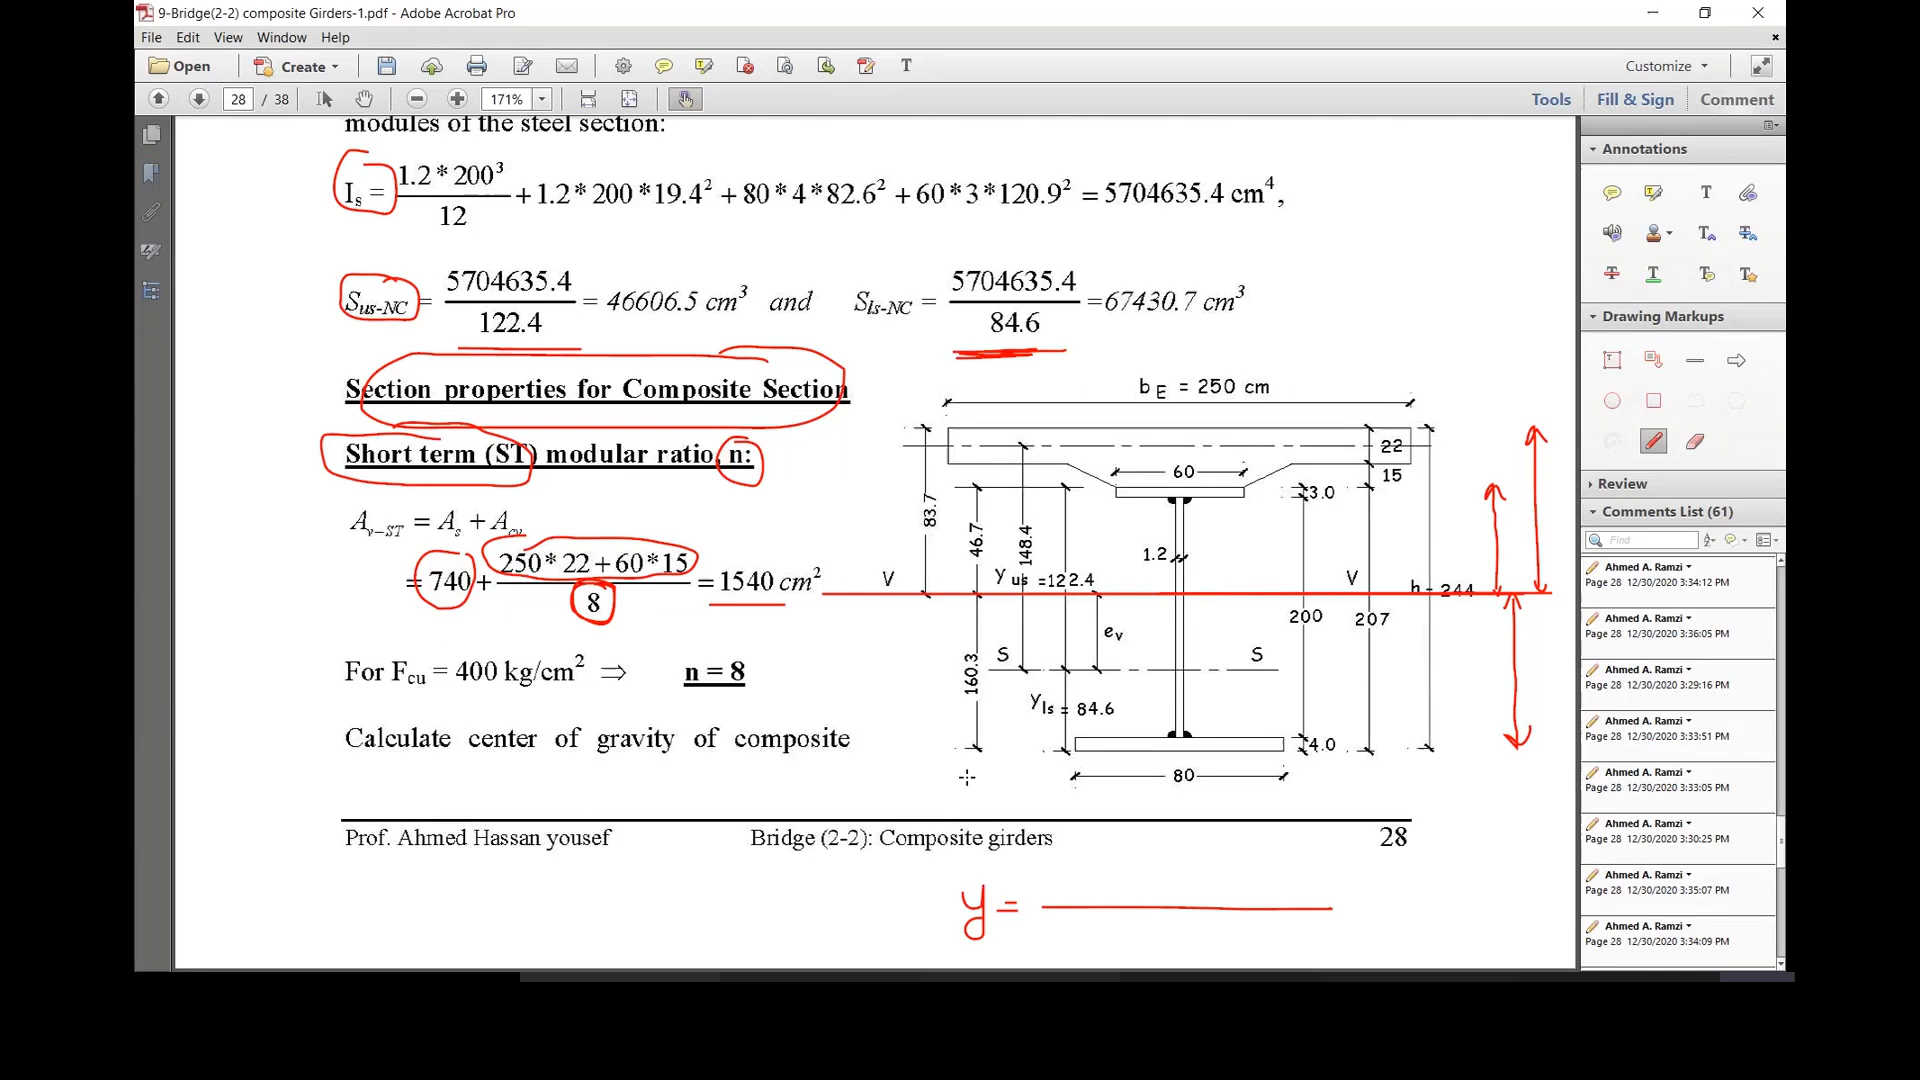 9-Bridge(2-2) composite Girders-1.pdf - Adobe Acrobat Pro
File Edit View Window Help
Open Create Customize
28 / 38 171% Tools Fill & Sign Comment
modules of the steel section:
I_s = 1.2*200³/12 + 1.2*200*19.4² + 80*4*82.6² + 60*3*120.9² = 5704635.4 cm⁴,
S_us-NC = 5704635.4/122.4 = 46606.5 cm³ and S_ls-NC = 5704635.4/84.6 =67430.7 cm³
Section properties for Composite Section
Short term (ST) modular ratio, n:
A_v-ST = A_s + A_cv
= 740 + (250*22+60*15)/8 = 1540 cm²
For F_cu = 400 kg/cm² ⇒ n = 8
Calculate center of gravity of composite
b_E = 250 cm
22
60
15
3.0
83.7
46.7
148.4
1.2
V
y_us =122.4
V
h = 244
200
207
e_v
S
S
160.3
y_ls = 84.6
4.0
80
Prof. Ahmed Hassan yousef Bridge (2-2): Composite girders 28
y =
Annotations
Drawing Markups
Review
Comments List (61)
Find
Ahmed A. Ramzi
Page 28 12/30/2020 3:34:12 PM
Ahmed A. Ramzi
Page 28 12/30/2020 3:36:05 PM
Ahmed A. Ramzi
Page 28 12/30/2020 3:29:16 PM
Ahmed A. Ramzi
Page 28 12/30/2020 3:33:51 PM
Ahmed A. Ramzi
Page 28 12/30/2020 3:33:05 PM
Ahmed A. Ramzi
Page 28 12/30/2020 3:30:25 PM
Ahmed A. Ramzi
Page 28 12/30/2020 3:35:07 PM
Ahmed A. Ramzi
Page 28 12/30/2020 3:34:09 PM